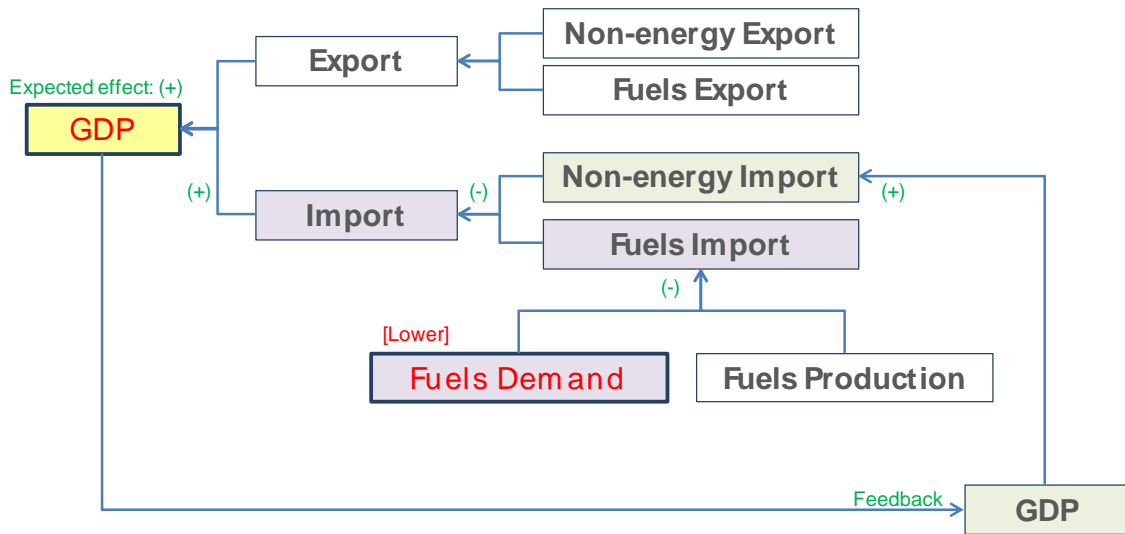 Non-energy Export
Export
Fuels Export
Expected effect: (+)
GDP
Non-energy Import
(+)
(-)
(+)
Import
Fuels Import
(-)
[Lower]
Fuels Demand
Fuels Production
Feedback
GDP